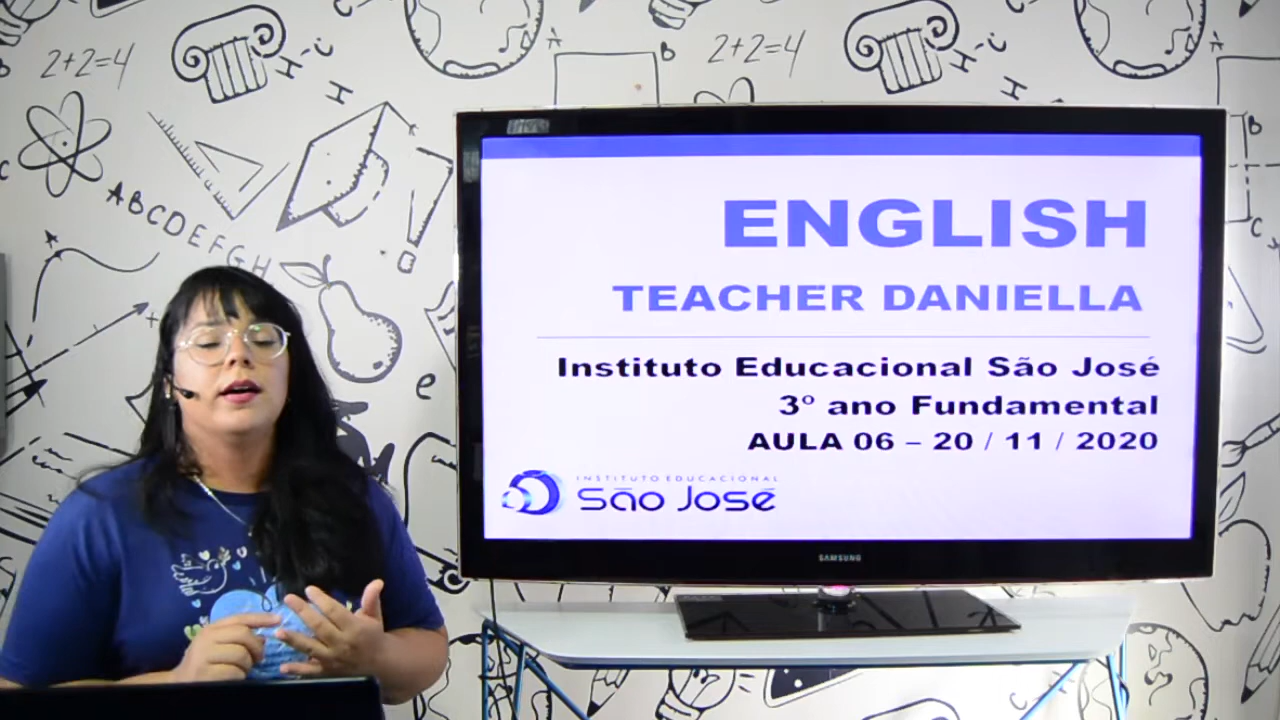 2+2=4
2+2=4
A
B
A
B
C
ABCDEFGH
e
ENGLISH
TEACHER DANIELLA
Instituto Educacional São José
3º ano Fundamental
AULA 06 – 20 / 11 / 2020
INSTITUTO EDUCACIONAL
São José
SAMSUNG